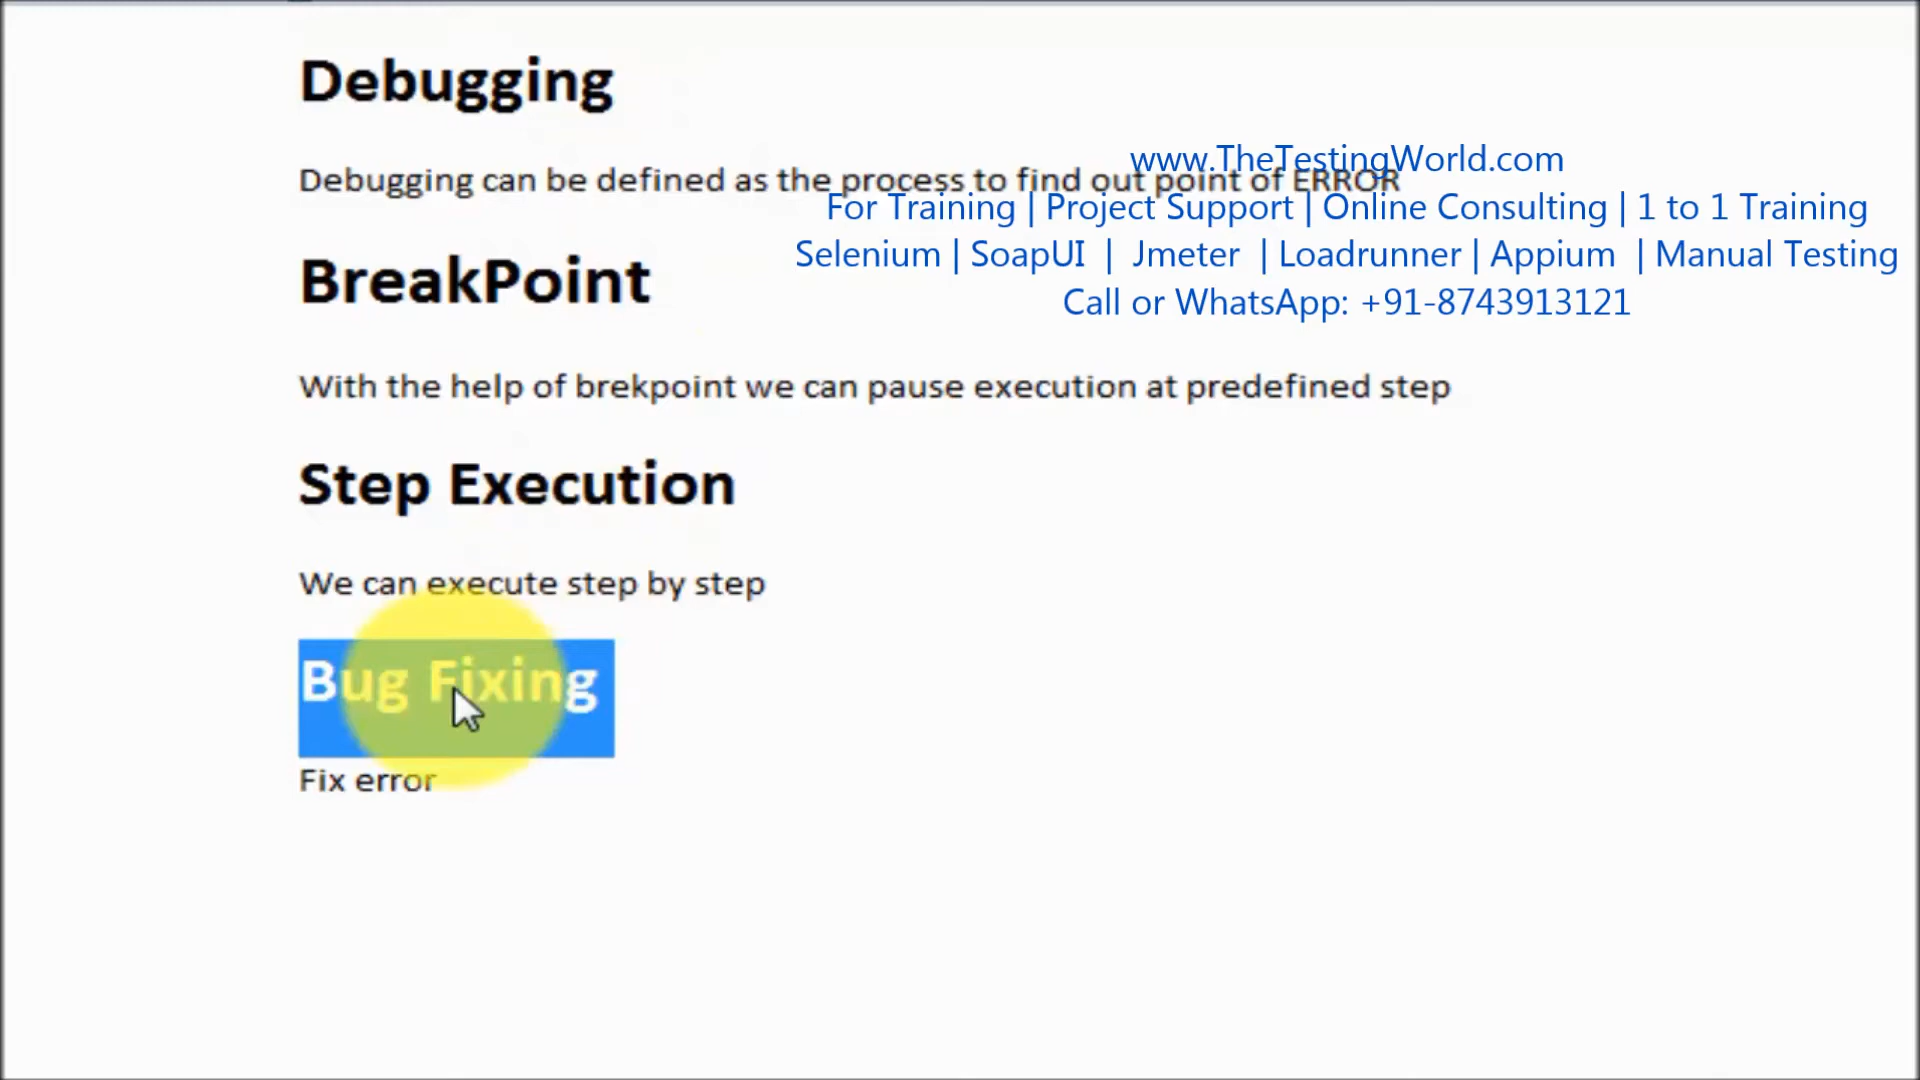 Debugging
www.TheTestingWorld.com
Debugging can be defined as the process to find out point of ERROR
For Training | Project Support | Online Consulting | 1 to 1 Training
Selenium | SoapUI | Jmeter | Loadrunner | Appium | Manual Testing
BreakPoint
Call or WhatsApp: +91-8743913121
With the help of brekpoint we can pause execution at predefined step
Step Execution
We can execute step by step
Bug Fixing
Fix error